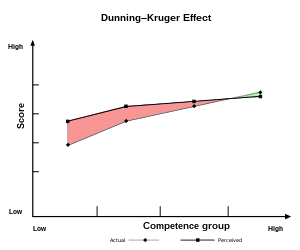 Dunning–Kruger Effect
High
Score
Low
Low
Competence group
High
Actual
Perceived